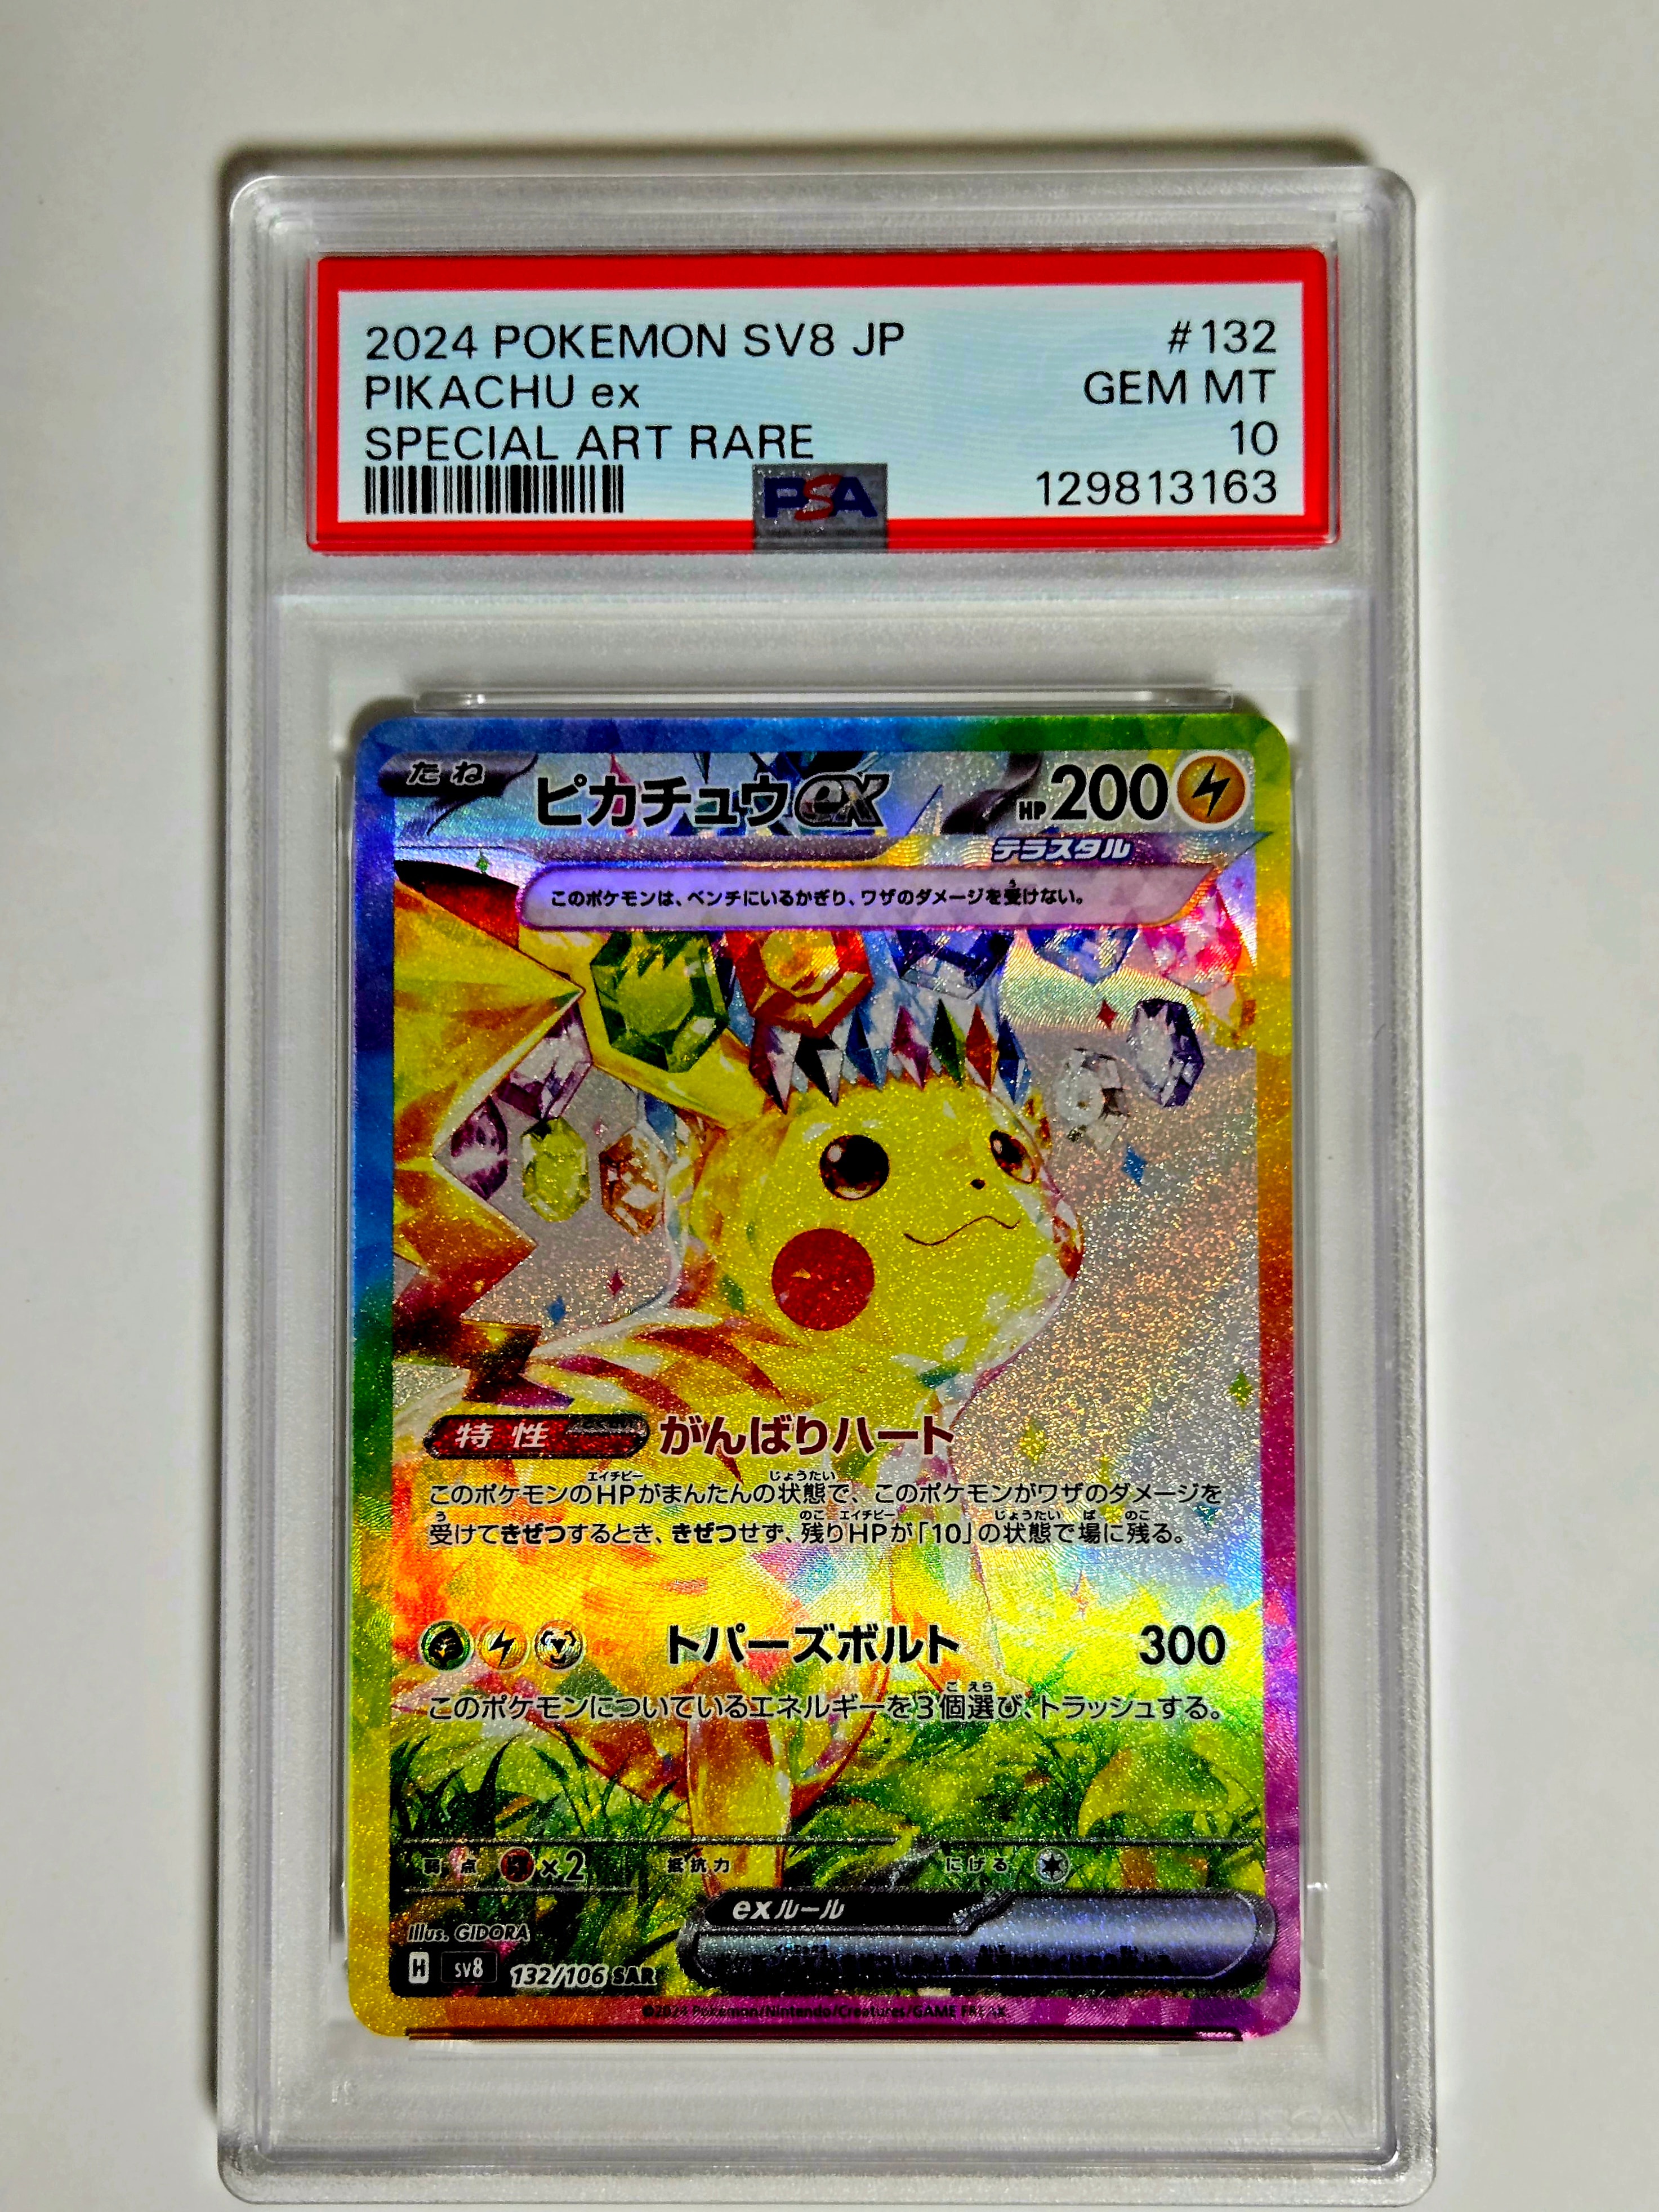 2024 POKEMON SV8 JP #132
PIKACHU ex GEM MT
SPECIAL ART RARE 10
PSA 129813163
たね ピカチュウex HP200
テラスタル
このポケモンは、ベンチにいるかぎり、ワザのダメージを受けない。
特性 がんばりハート
このポケモンのHPがまんたんの状態で、このポケモンがワザのダメージを
受けてきぜつするとき、きぜつせず、残りHPが「10」の状態で場に残る。
トパーズボルト 300
このポケモンについているエネルギーを3個選び、トラッシュする。
弱点 ×2 抵抗力 にげる
exルール
Illus. GIDORA
H sv8 132/106 SAR
©2024 Pokémon/Nintendo/Creatures/GAME FREAK